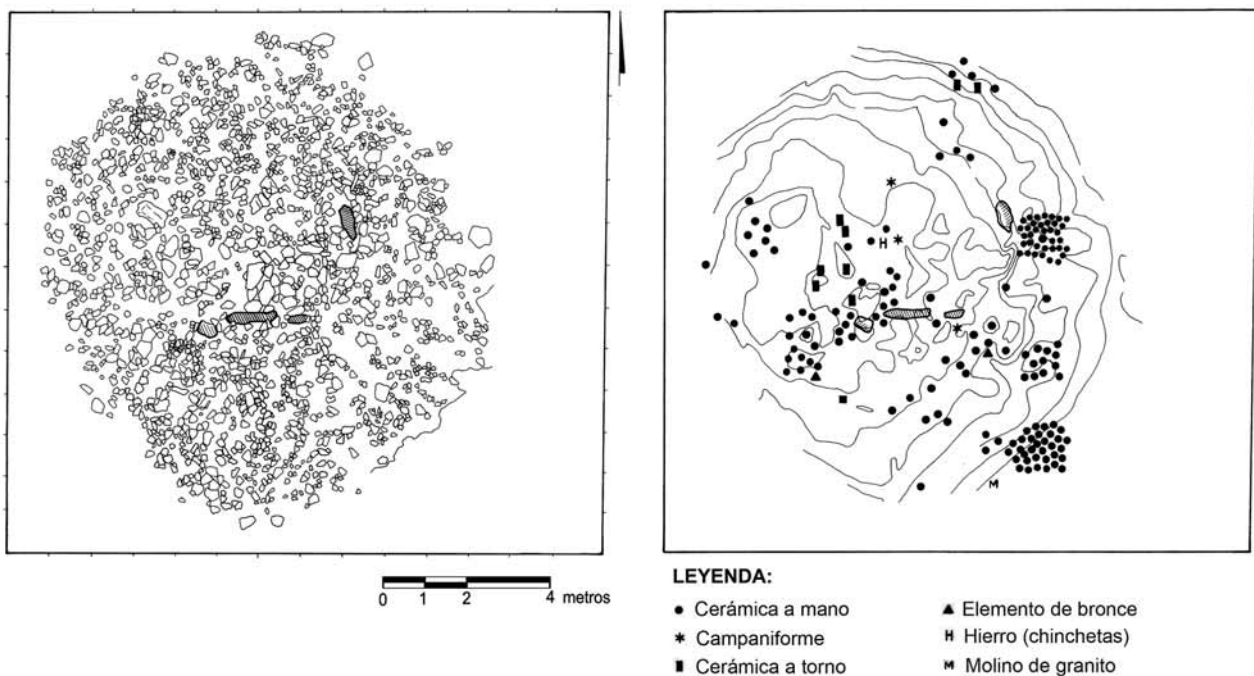 0 1 2 4 metros
H
M
LEYENDA:
● Cerámica a mano
✶ Campaniforme
■ Cerámica a torno
▲ Elemento de bronce
H Hierro (chinchetas)
M Molino de granito